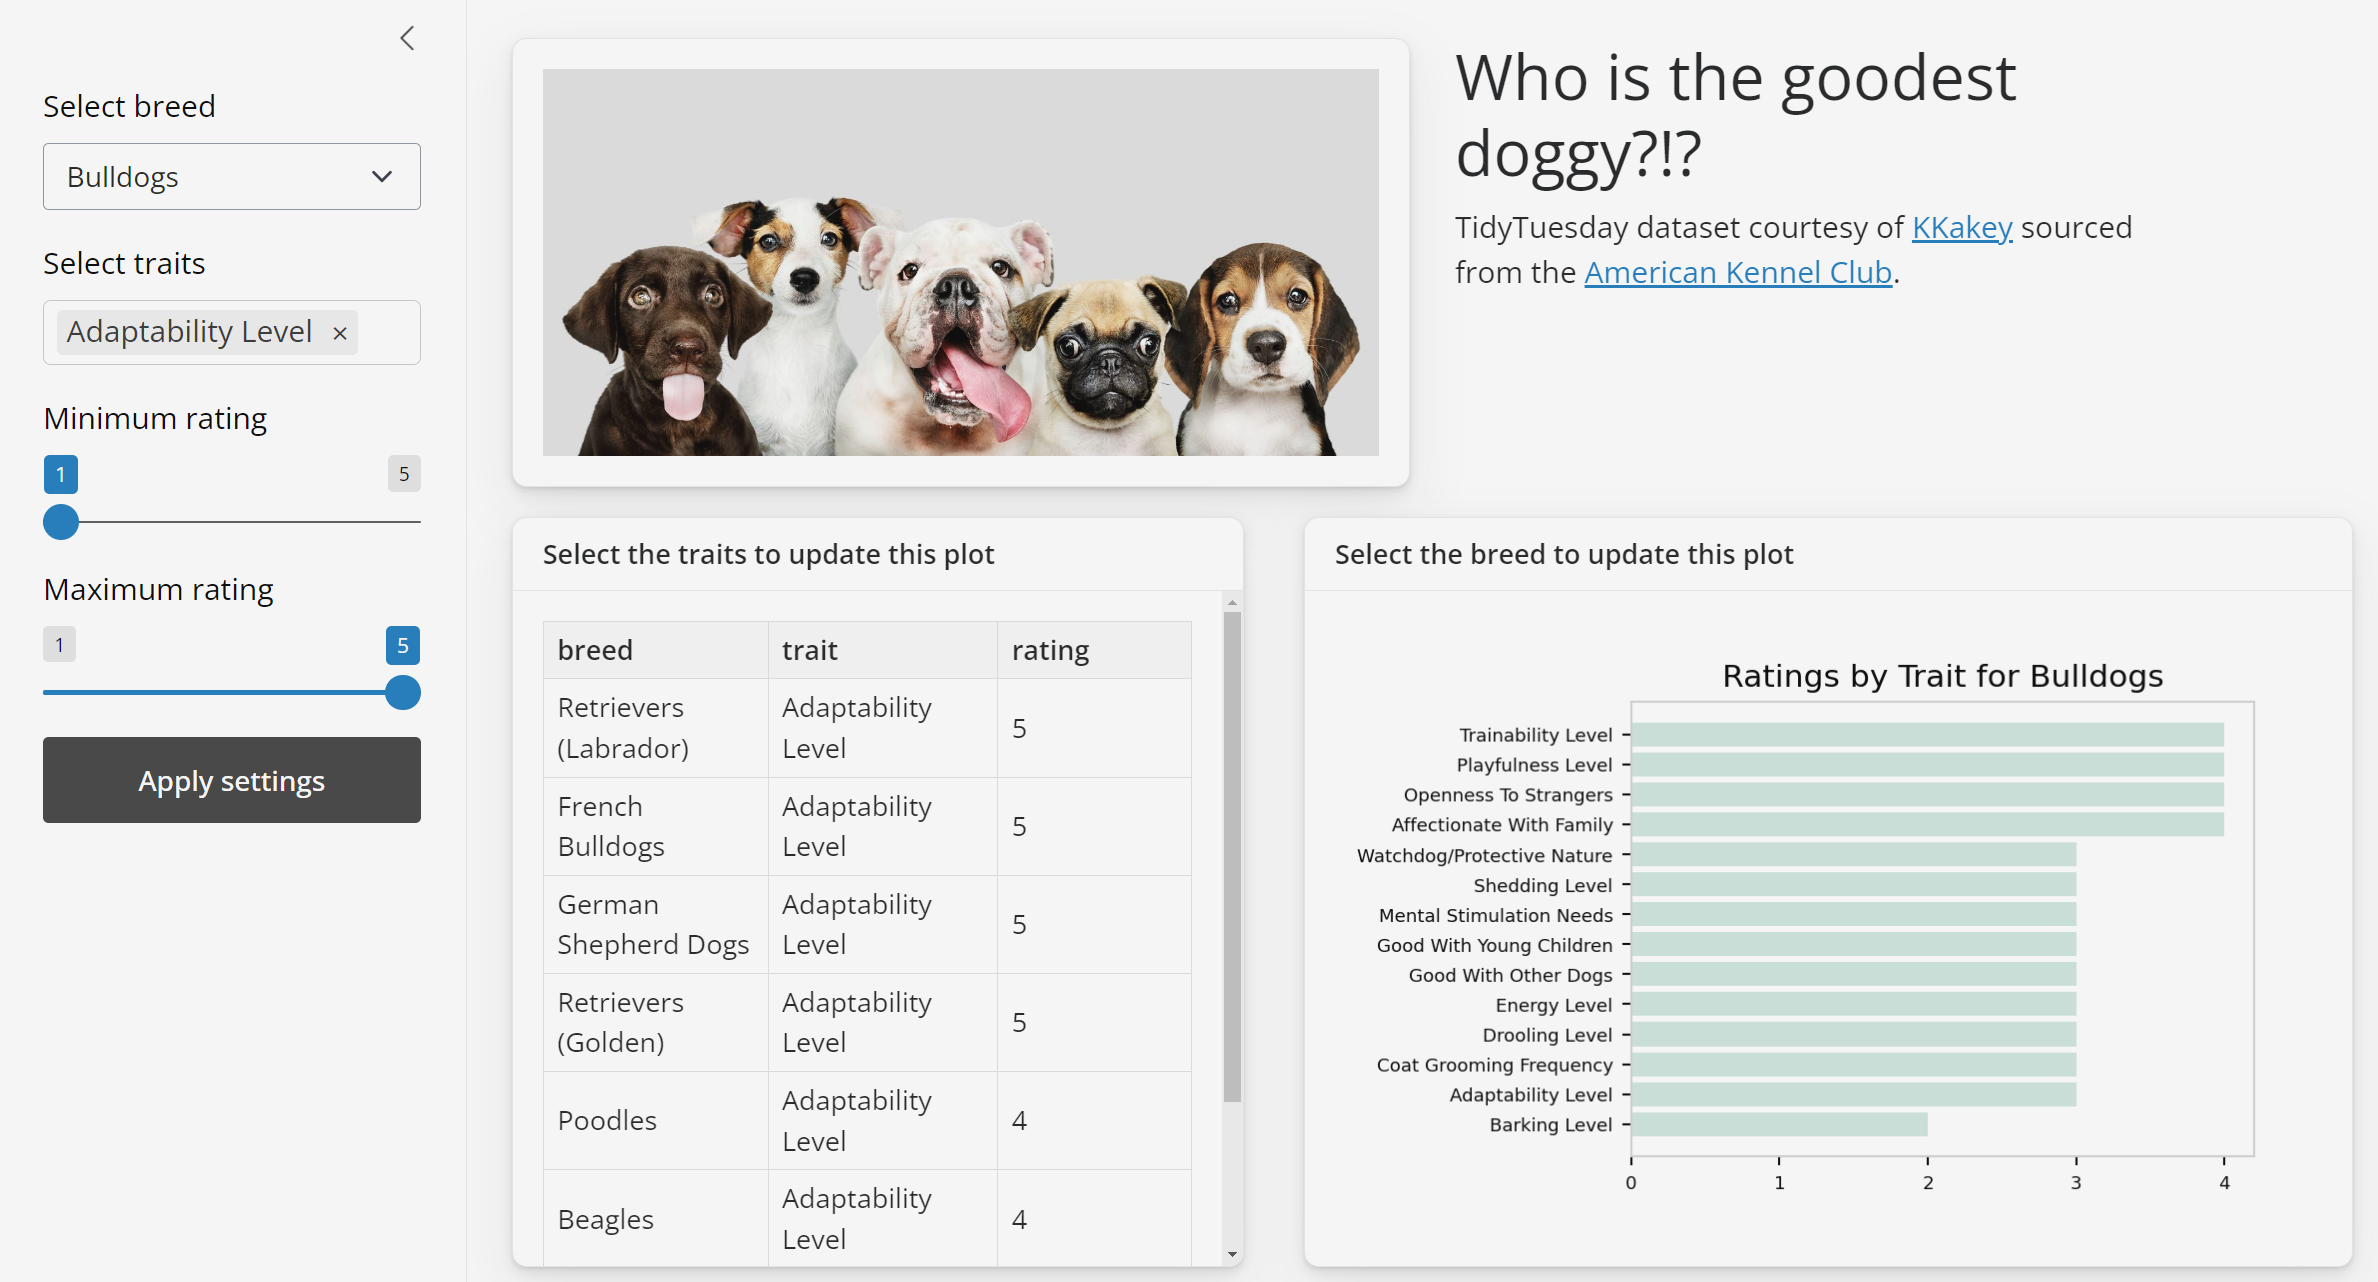 Select breed
Bulldogs
Select traits
Adaptability Level ×
Minimum rating
1 5
Maximum rating
1 5
Apply settings
Who is the goodest
doggy?!?
TidyTuesday dataset courtesy of KKakey sourced
from the American Kennel Club.
Select the traits to update this plot
breed trait rating
Retrievers
(Labrador)
Adaptability
Level
5
French
Bulldogs
Adaptability
Level
5
German
Shepherd Dogs
Adaptability
Level
5
Retrievers
(Golden)
Adaptability
Level
5
Poodles
Adaptability
Level
4
Beagles
Adaptability
Level
4
Select the breed to update this plot
Ratings by Trait for Bulldogs
Trainability Level
Playfulness Level
Openness To Strangers
Affectionate With Family
Watchdog/Protective Nature
Shedding Level
Mental Stimulation Needs
Good With Young Children
Good With Other Dogs
Energy Level
Drooling Level
Coat Grooming Frequency
Adaptability Level
Barking Level
0 1 2 3 4